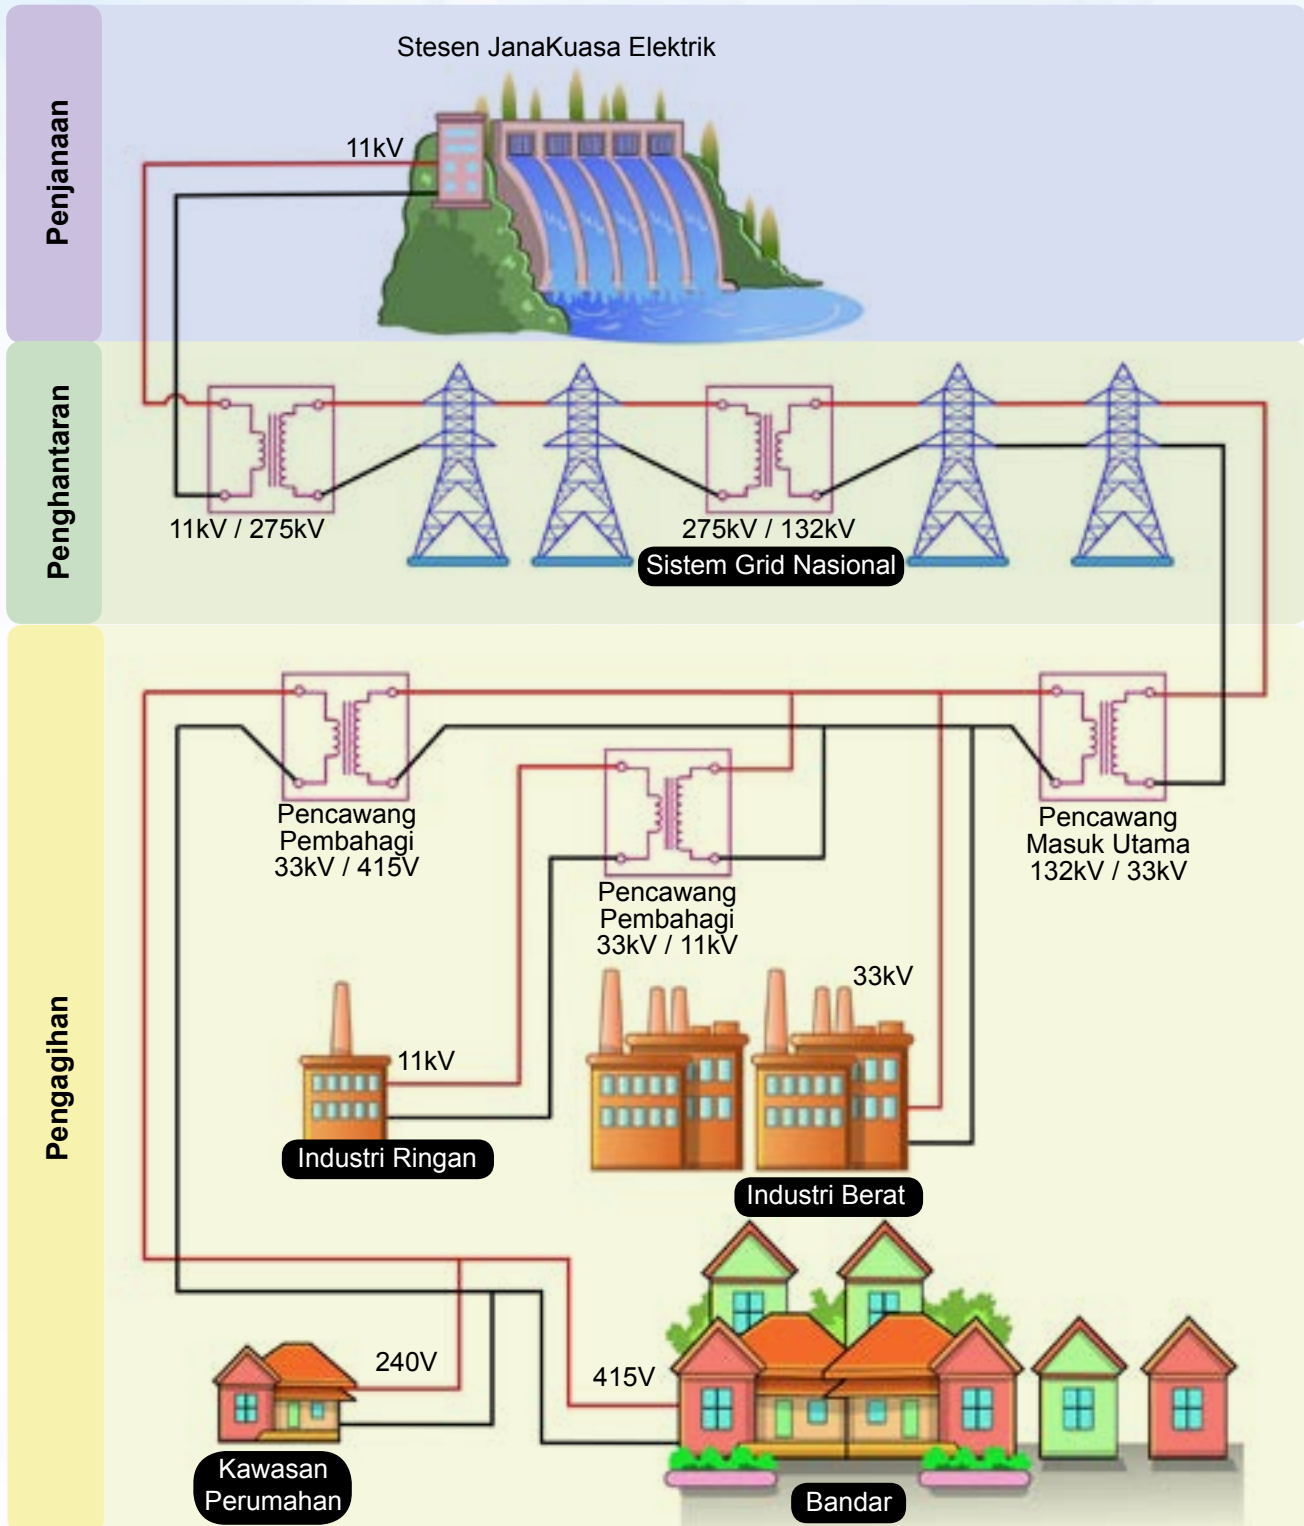 Penjanaan
Stesen JanaKuasa Elektrik
11kV
Penghantaran
11kV / 275kV
275kV / 132kV
Sistem Grid Nasional
Pengagihan
Pencawang
Pembahagi
33kV / 415V
Pencawang
Pembahagi
33kV / 11kV
Pencawang
Masuk Utama
132kV / 33kV
33kV
11kV
Industri Ringan
Industri Berat
240V
415V
Kawasan
Perumahan
Bandar